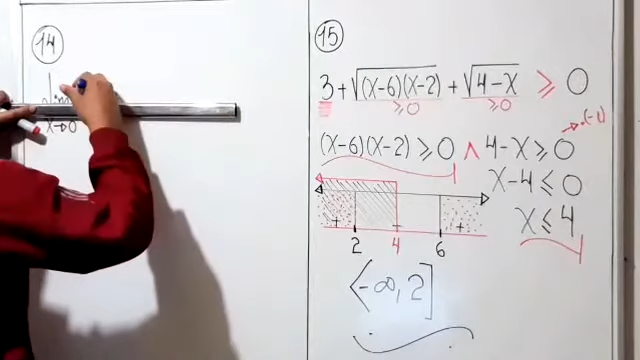 14
lim
x→0
15
3 + √(x-6)(x-2) + √4-x > 0
≥0 ≥0
(x-6)(x-2) ≥ 0 ∧ 4-x ≥ 0 →·(-1)
x-4 ≤ 0
x ≤ 4
+ - +
2 4 6
⟨-∞, 2]